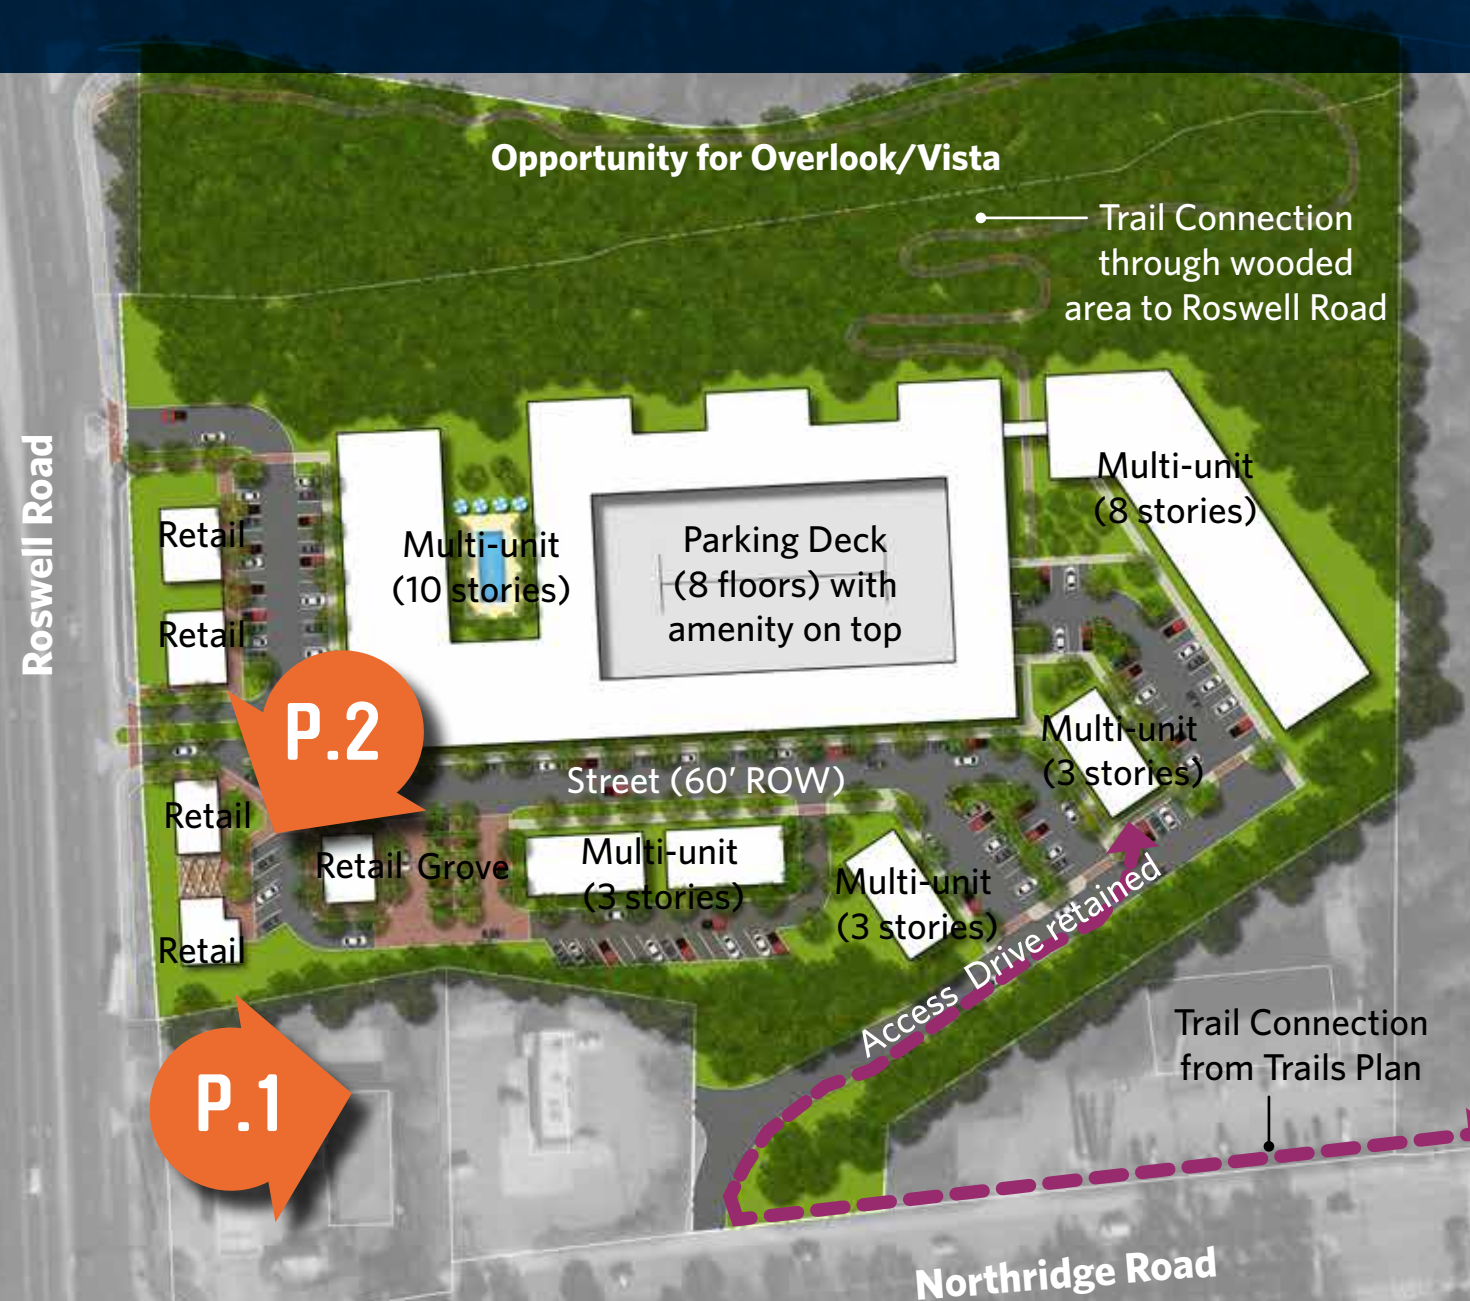 Opportunity for Overlook/Vista
Trail Connection
through wooded
area to Roswell Road
Roswell Road
Multi-unit
(8 stories)
Retail
Multi-unit
(10 stories)
Parking Deck
(8 floors) with
amenity on top
Retail
P.2
Multi-unit
(3 stories)
Street (60’ ROW)
Retail
Retail Grove
Multi-unit
(3 stories)
Multi-unit
(3 stories)
Retail
Access Drive retained
Trail Connection
from Trails Plan
P.1
Northridge Road